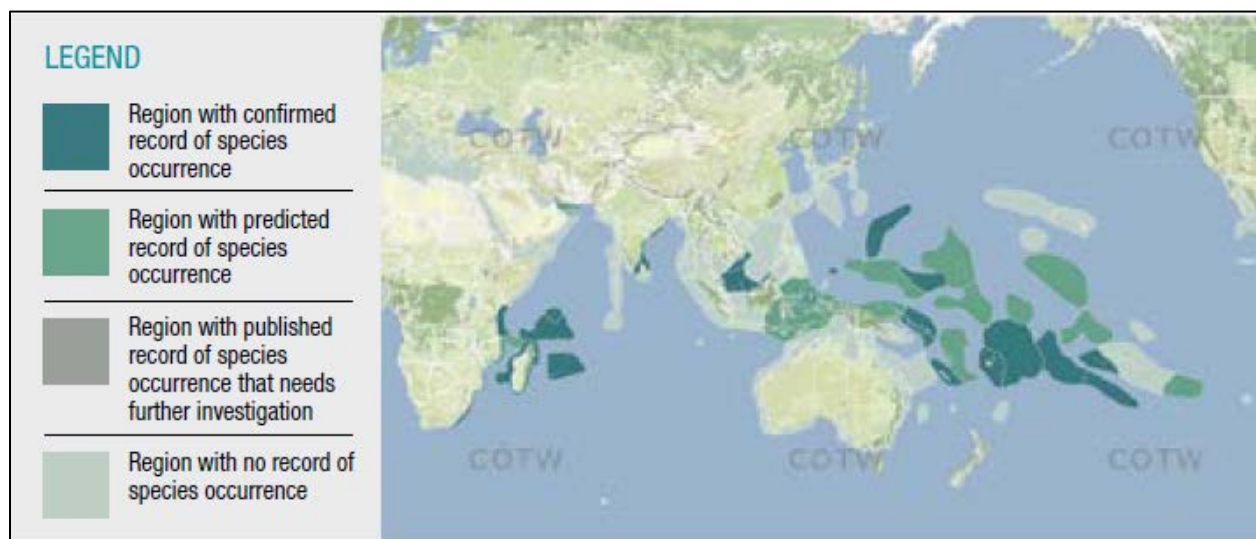 LEGEND
Region with confirmed
record of species
occurrence
Region with predicted
record of species
occurrence
Region with published
record of species
occurrence that needs
further investigation
Region with no record of
species occurrence
COTW COTW COTW
COTW COTW COTW